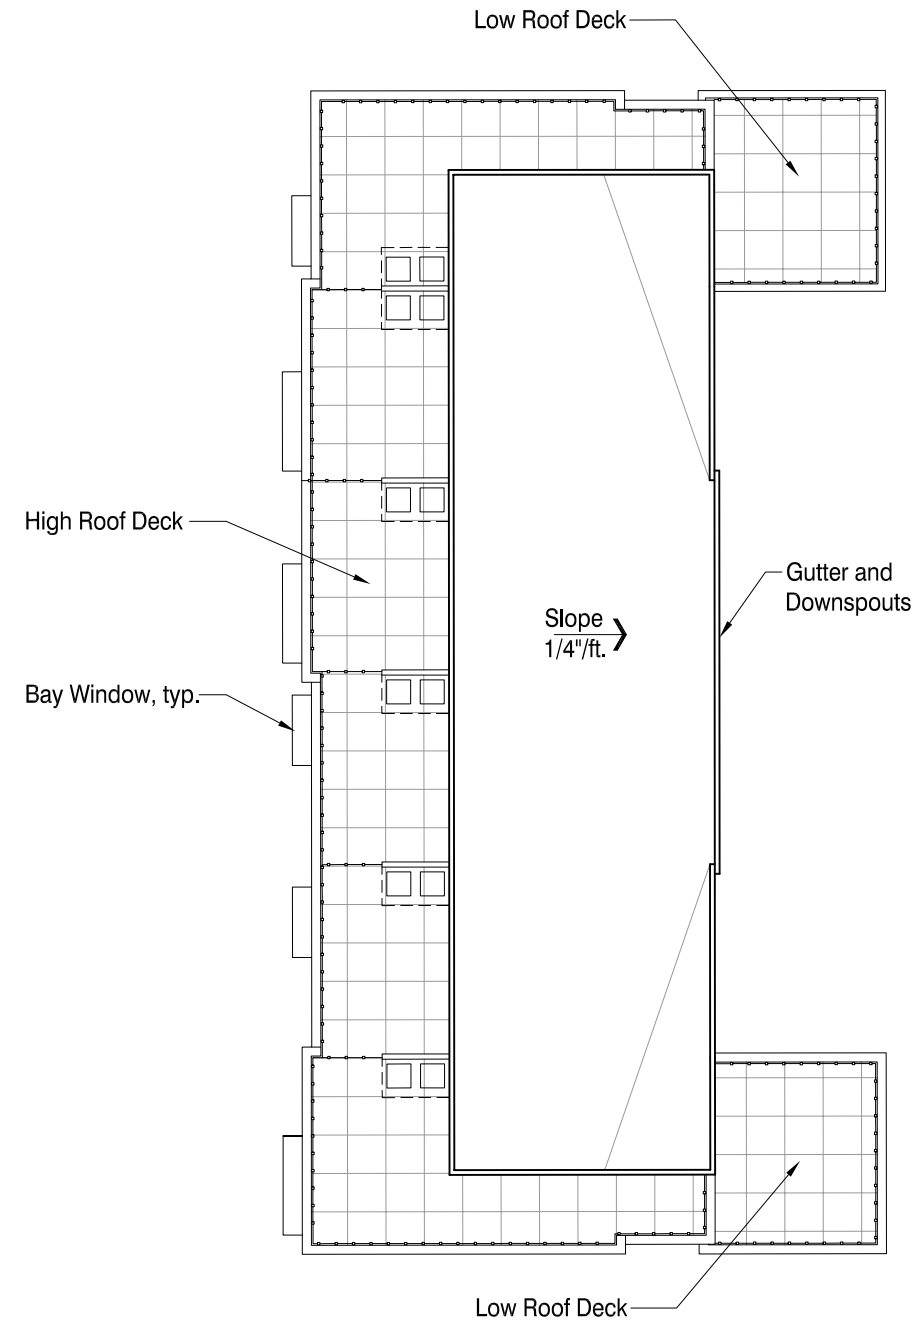 Low Roof Deck
High Roof Deck
Gutter and
Downspouts
Slope
1/4"/ft.
Bay Window, typ.
Low Roof Deck